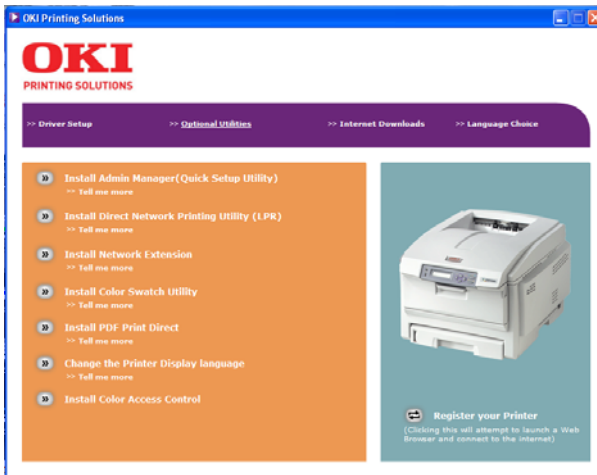 OKI Printing Solutions
OKI
PRINTING SOLUTIONS
>> Driver Setup >> Optional Utilities >> Internet Downloads >> Language Choice
Install Admin Manager(Quick Setup Utility)
>> Tell me more
Install Direct Network Printing Utility (LPR)
>> Tell me more
Install Network Extension
>> Tell me more
Install Color Swatch Utility
>> Tell me more
Install PDF Print Direct
>> Tell me more
Change the Printer Display language
>> Tell me more
Install Color Access Control
Register your Printer
(Clicking this will attempt to launch a Web
Browser and connect to the internet)